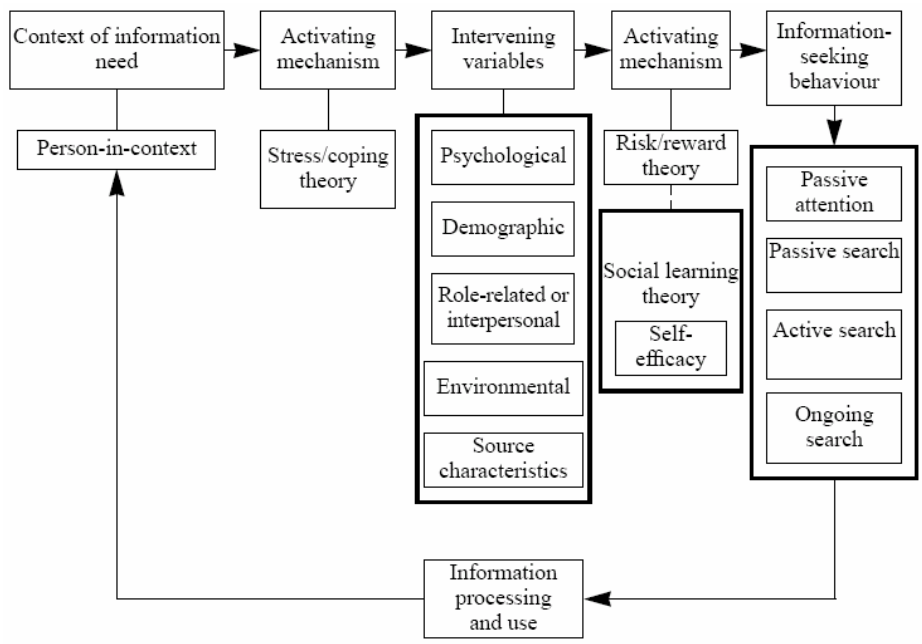 Context of information
need
Activating
mechanism
Intervening
variables
Activating
mechanism
Information-
seeking
behaviour
Person-in-context
Stress/coping
theory
Psychological
Demographic
Role-related or
interpersonal
Environmental
Source
characteristics
Risk/reward
theory
Social learning
theory
Self-
efficacy
Passive
attention
Passive search
Active search
Ongoing
search
Information
processing
and use